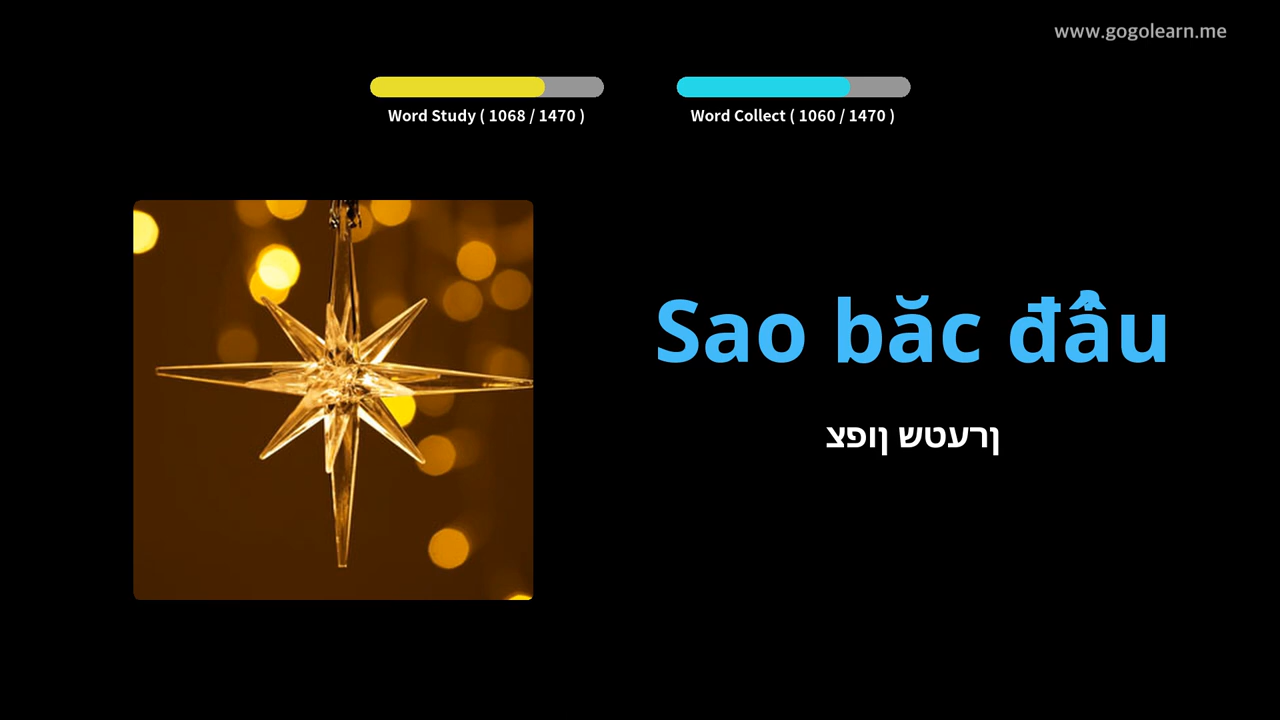 www.gogolearn.me
Word Study ( 1068 / 1470 )
Word Collect ( 1060 / 1470 )
Sao băc đẩu
צפון שטערן